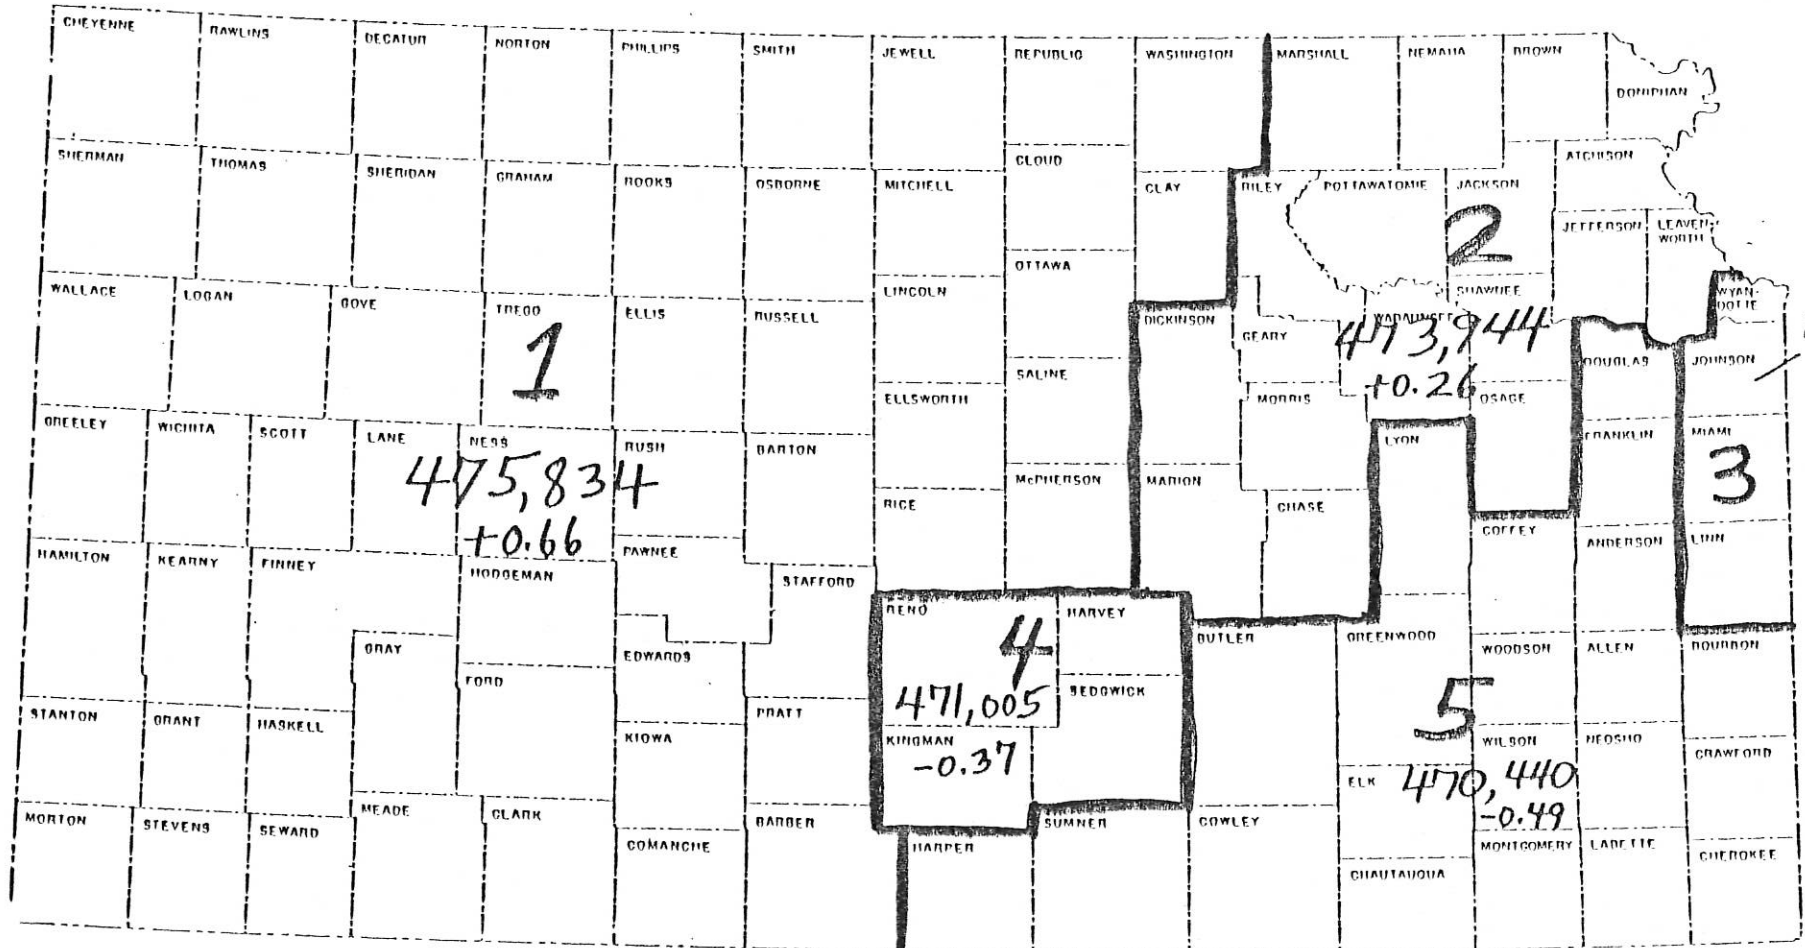 CHEYENNE RAWLINS DECATUR NORTON PHILLIPS SMITH JEWELL REPUBLIC WASHINGTON MARSHALL NEMAHA BROWN
DONIPHAN
SHERMAN THOMAS SHERIDAN GRAHAM ROOKS OSBORNE MITCHELL CLOUD CLAY RILEY POTTAWATOMIE JACKSON ATCHISON
2
JEFFERSON LEAVEN-
WORTH
WALLACE LOGAN GOVE TREGO ELLIS RUSSELL LINCOLN OTTAWA DICKINSON GEARY WABAUNSEE SHAWNEE WYAN-
DOTTE
1
473,944
+0.26
DOUGLAS JOHNSON
ELLSWORTH SALINE MORRIS OSAGE
GREELEY WICHITA SCOTT LANE NESS RUSH BARTON LYON FRANKLIN MIAMI
475,834
+0.66
3
RICE McPHERSON MARION CHASE COFFEY ANDERSON LINN
HAMILTON KEARNY FINNEY HODGEMAN PAWNEE STAFFORD
RENO HARVEY BUTLER GREENWOOD WOODSON ALLEN BOURBON
4
471,005
-0.37
GRAY FORD EDWARDS SEDGWICK
5
STANTON GRANT HASKELL KIOWA PRATT KINGMAN WILSON NEOSHO CRAWFORD
ELK
470,440
-0.49
MORTON STEVENS SEWARD MEADE CLARK COMANCHE BARBER HARPER SUMNER COWLEY CHAUTAUQUA MONTGOMERY LABETTE CHEROKEE